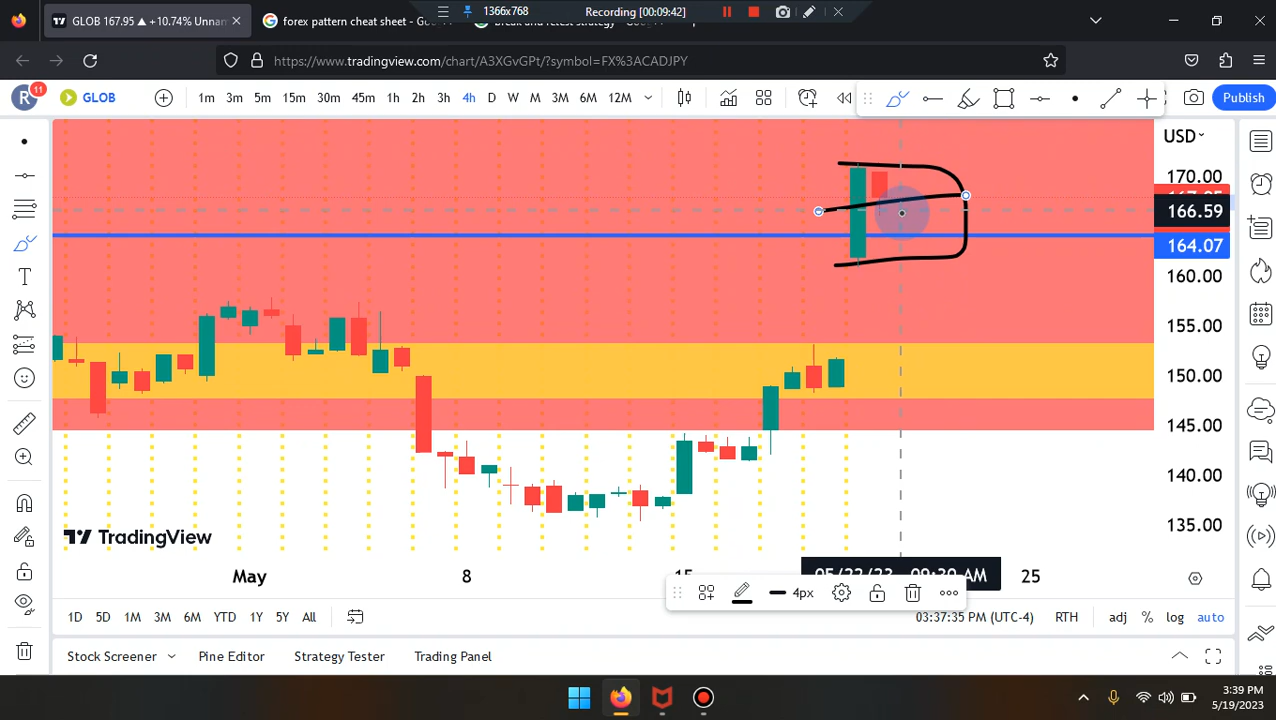 1366x768
Recording [00:09:42]
GLOB 167.95 ▲ +10.74% Unnam
forex pattern cheat sheet - Goo
https://www.tradingview.com/chart/A3XGvGPt/?symbol=FX%3ACADJPY
R 11
GLOB
1m 3m 5m 15m 30m 45m 1h 2h 3h 4h D W M 3M 6M 12M
Publish
USD
170.00
166.59
164.07
160.00
155.00
150.00
145.00
140.00
135.00
TradingView
May 8 25
4px
1D 5D 1M 3M 6M YTD 1Y 5Y All
03:37:35 PM (UTC-4) RTH adj % log auto
Stock Screener Pine Editor Strategy Tester Trading Panel
3:39 PM
5/19/2023